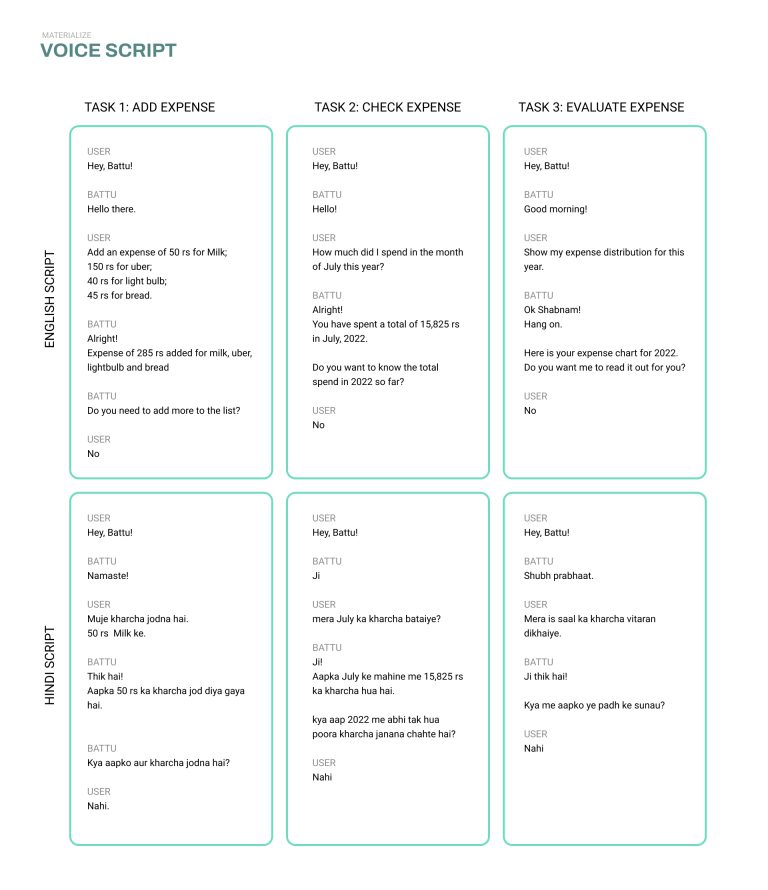 MATERIALIZE
VOICE SCRIPT
TASK 1: ADD EXPENSE
TASK 2: CHECK EXPENSE
TASK 3: EVALUATE EXPENSE
ENGLISH SCRIPT
USER
Hey, Battu!
BATTU
Hello there.
USER
Add an expense of 50 rs for Milk;
150 rs for uber;
40 rs for light bulb;
45 rs for bread.
BATTU
Alright!
Expense of 285 rs added for milk, uber,
lightbulb and bread
BATTU
Do you need to add more to the list?
USER
No
USER
Hey, Battu!
BATTU
Hello!
USER
How much did I spend in the month
of July this year?
BATTU
Alright!
You have spent a total of 15,825 rs
in July, 2022.
Do you want to know the total
spend in 2022 so far?
USER
No
USER
Hey, Battu!
BATTU
Good morning!
USER
Show my expense distribution for this
year.
BATTU
Ok Shabnam!
Hang on.
Here is your expense chart for 2022.
Do you want me to read it out for you?
USER
No
HINDI SCRIPT
USER
Hey, Battu!
BATTU
Namaste!
USER
Muje kharcha jodna hai.
50 rs  Milk ke.
BATTU
Thik hai!
Aapka 50 rs ka kharcha jod diya gaya
hai.
BATTU
Kya aapko aur kharcha jodna hai?
USER
Nahi.
USER
Hey, Battu!
BATTU
Ji
USER
mera July ka kharcha bataiye?
BATTU
Ji!
Aapka July ke mahine me 15,825 rs
ka kharcha hua hai.
kya aap 2022 me abhi tak hua
poora kharcha janana chahte hai?
USER
Nahi
USER
Hey, Battu!
BATTU
Shubh prabhaat.
USER
Mera is saal ka kharcha vitaran
dikhaiye.
BATTU
Ji thik hai!
Kya me aapko ye padh ke sunau?
USER
Nahi